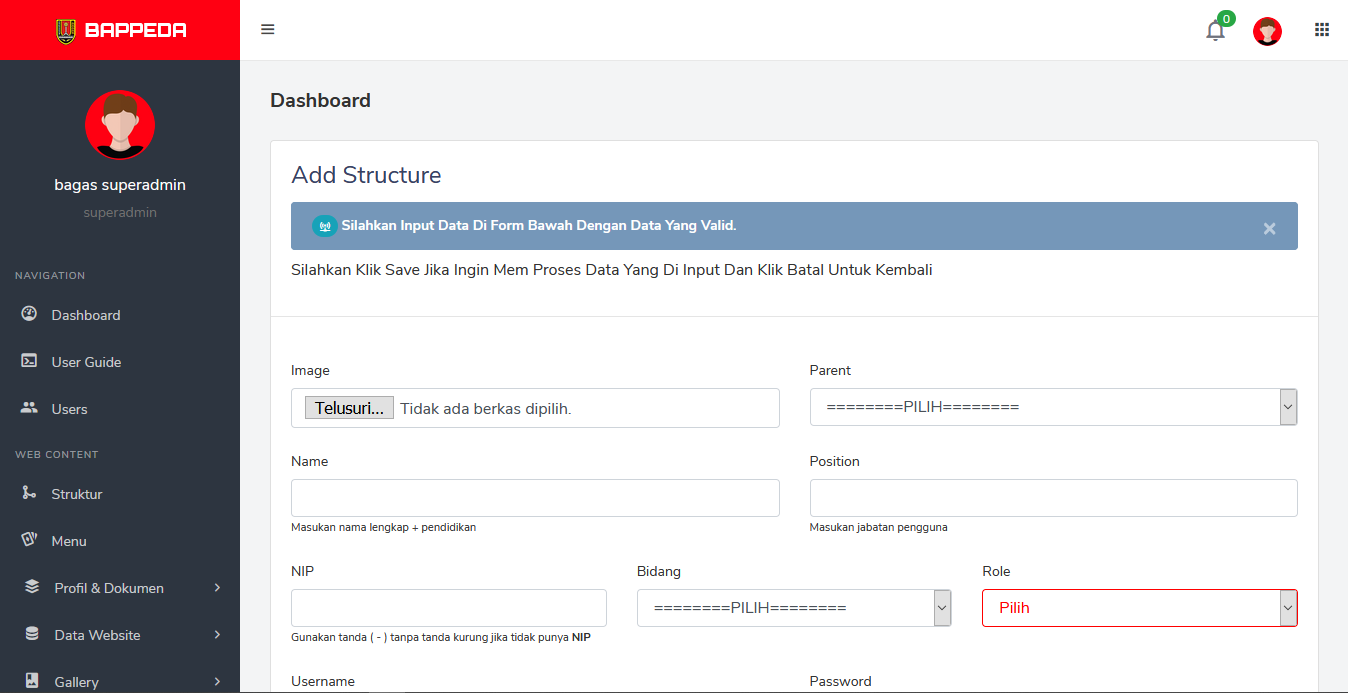 BAPPEDA
0
bagas superadmin
superadmin
NAVIGATION
Dashboard
User Guide
Users
WEB CONTENT
Struktur
Menu
Profil & Dokumen
Data Website
Gallery
Dashboard
Add Structure
Silahkan Input Data Di Form Bawah Dengan Data Yang Valid.
×
Silahkan Klik Save Jika Ingin Mem Proses Data Yang Di Input Dan Klik Batal Untuk Kembali
Image
Parent
Telusuri... Tidak ada berkas dipilih.
========PILIH========
Name
Position
Masukan nama lengkap + pendidikan
Masukan jabatan pengguna
NIP
Bidang
Role
========PILIH========
Pilih
Gunakan tanda ( - ) tanpa tanda kurung jika tidak punya NIP
Username
Password